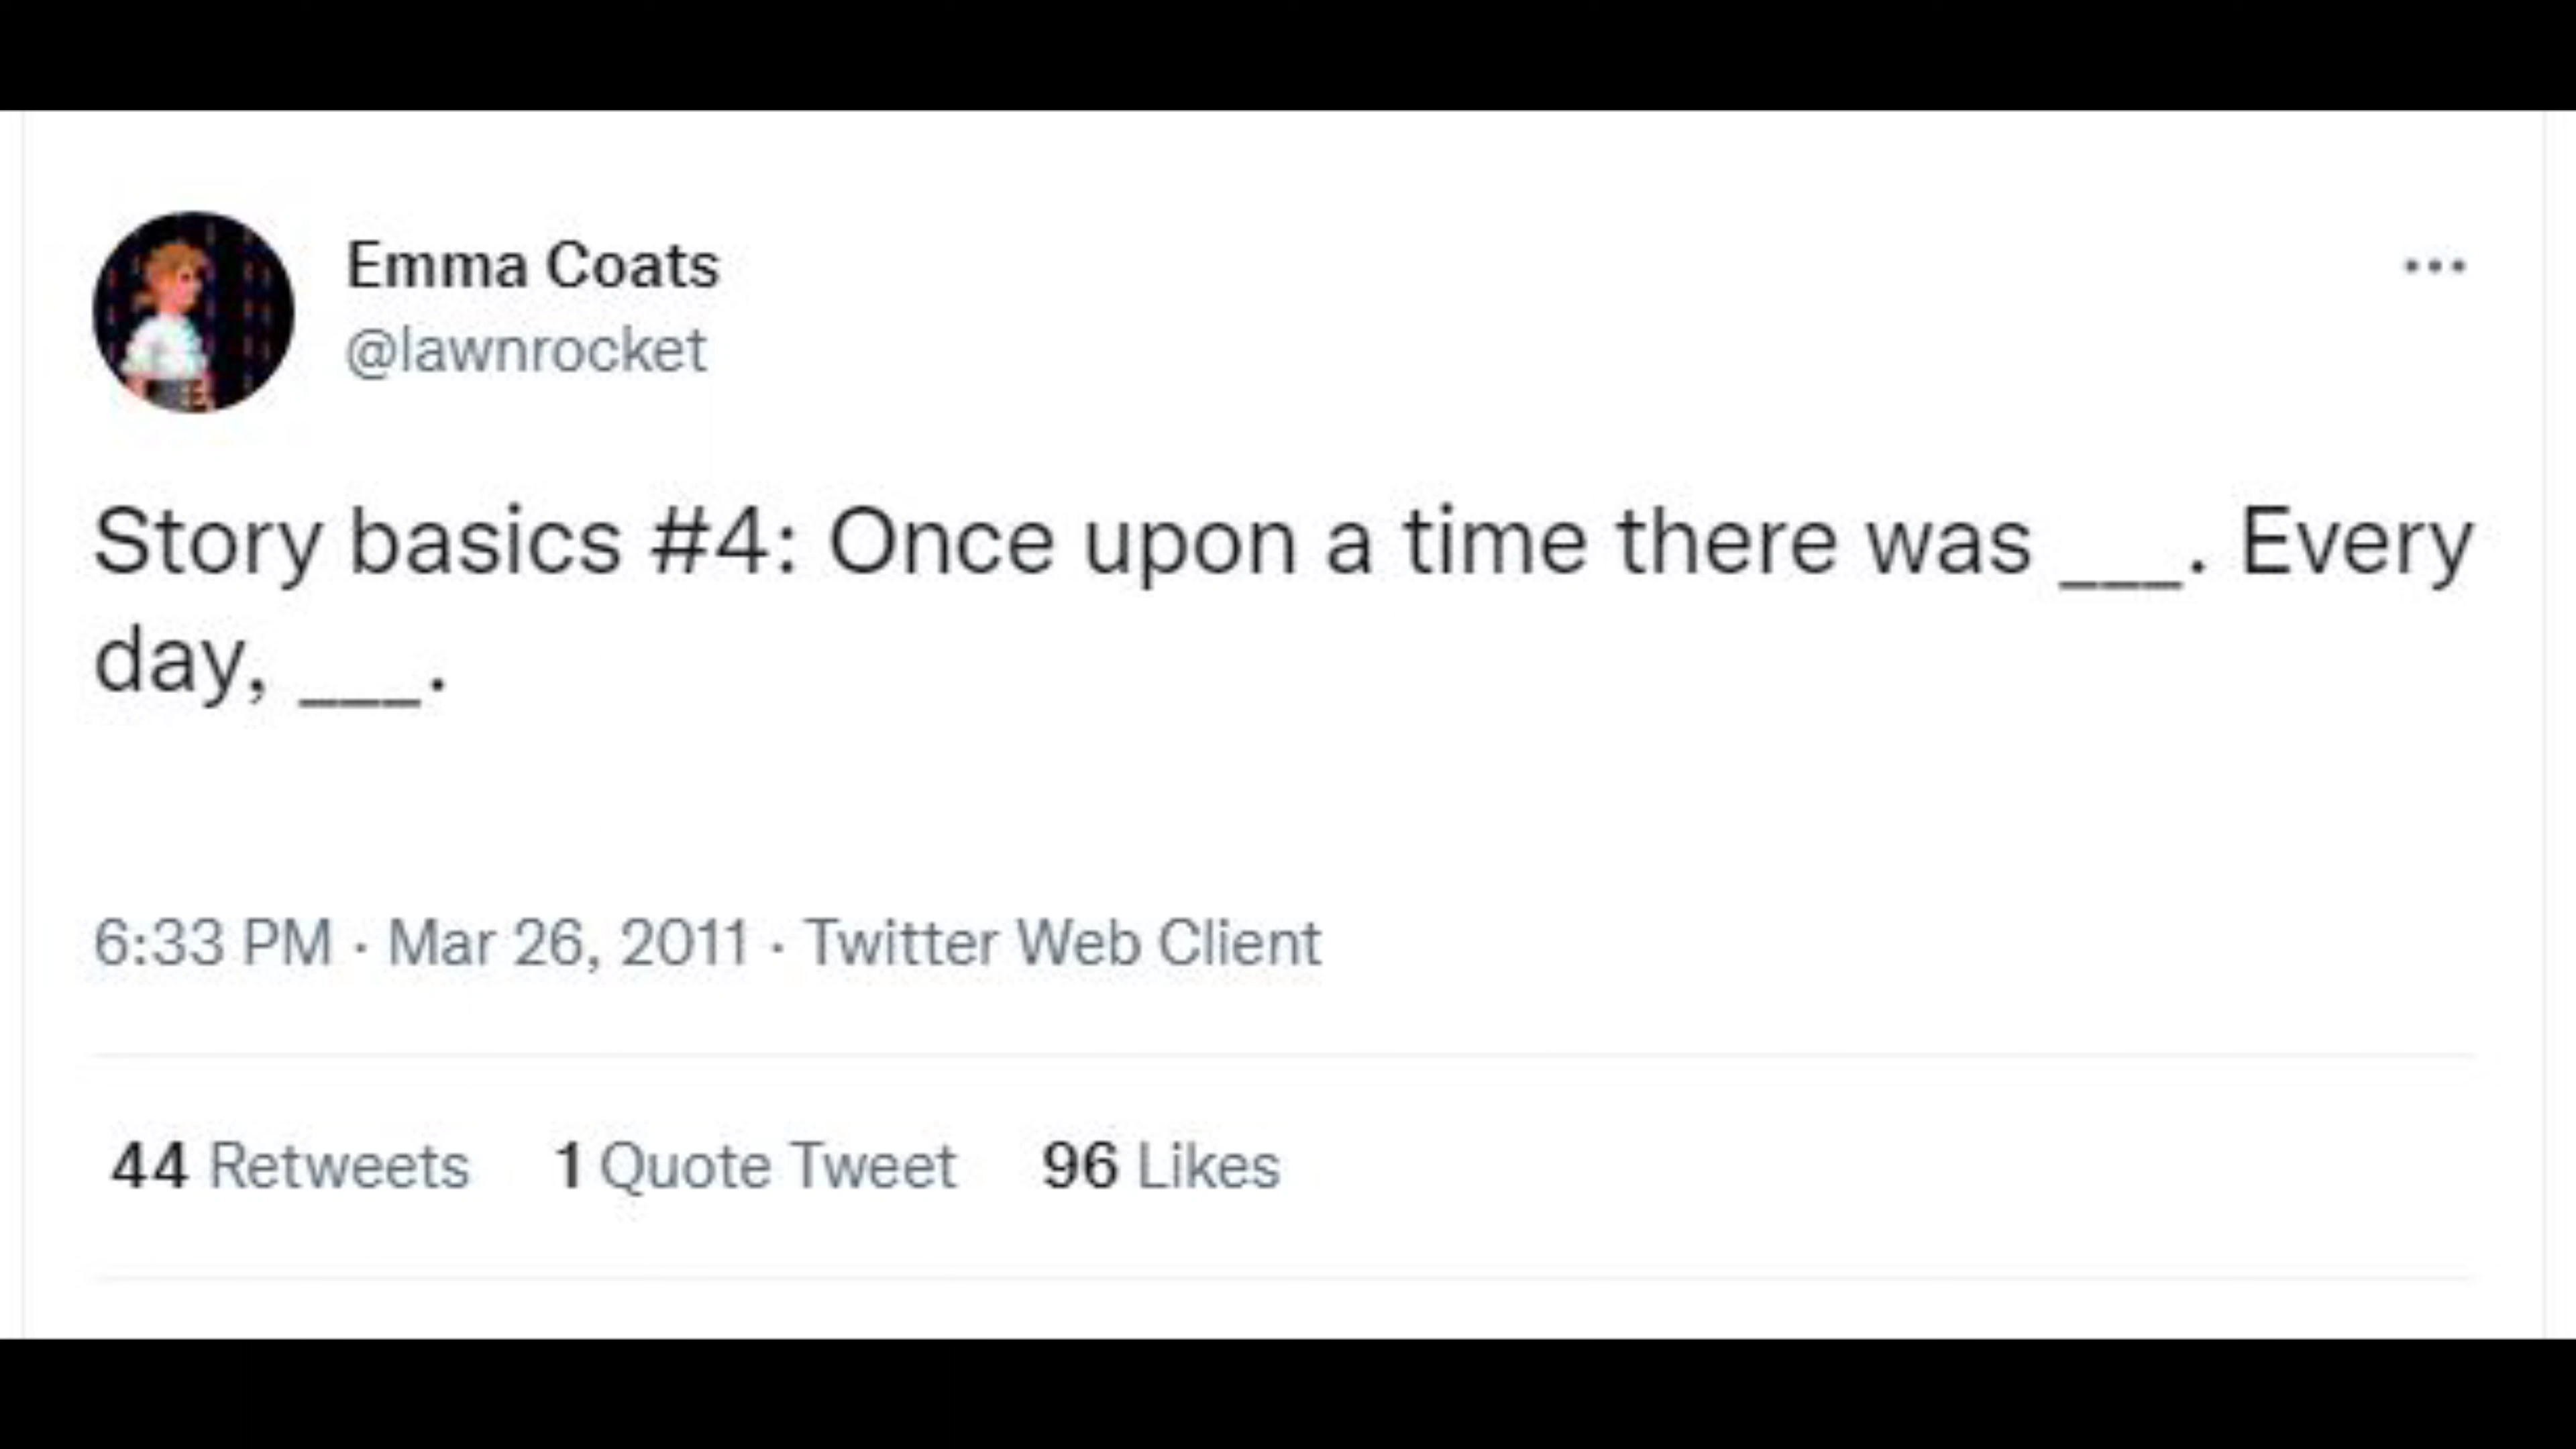 Emma Coats
@lawnrocket
Story basics #4: Once upon a time there was ___. Every
day, ___.
6:33 PM · Mar 26, 2011 · Twitter Web Client
44 Retweets 1 Quote Tweet 96 Likes